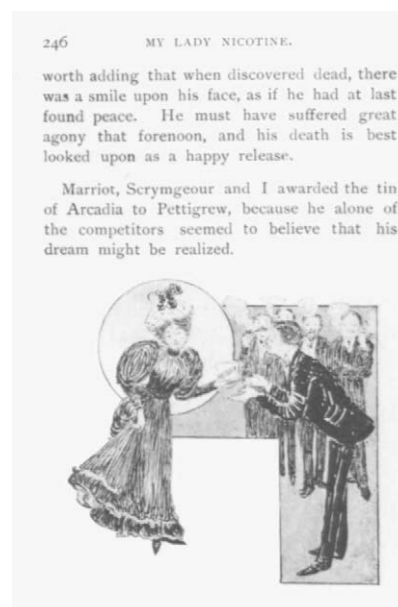 246 MY LADY NICOTINE.
worth adding that when discovered dead, there
was a smile upon his face, as if he had at last
found peace. He must have suffered great
agony that forenoon, and his death is best
looked upon as a happy release.
Marriot, Scrymgeour and I awarded the tin
of Arcadia to Pettigrew, because he alone of
the competitors seemed to believe that his
dream might be realized.